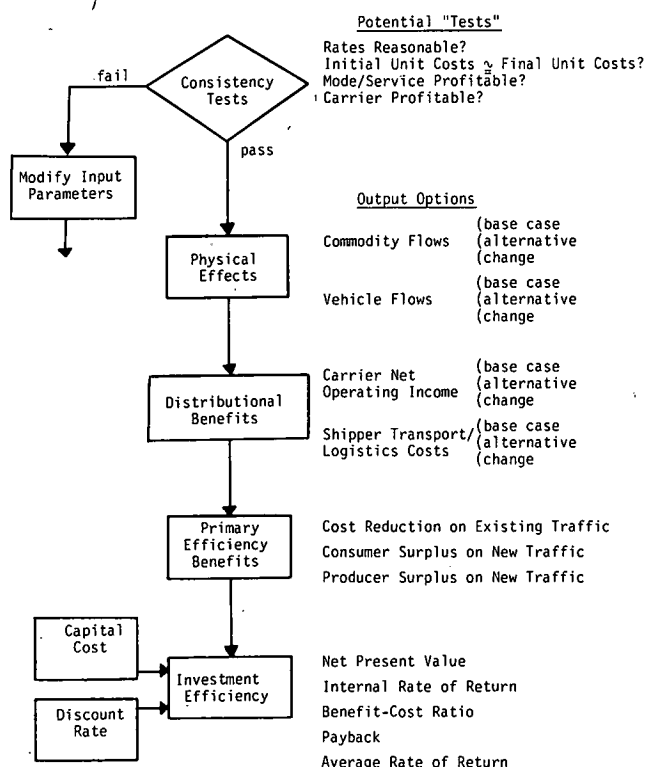 Potential "Tests"
Rates Reasonable?
Initial Unit Costs ≅ Final Unit Costs?
Mode/Service Profitable?
Carrier Profitable?
fail
Consistency
Tests
pass
Modify Input
Parameters
Output Options
Physical
Effects
Commodity Flows
(base case
(alternative
(change
Vehicle Flows
(base case
(alternative
(change
Distributional
Benefits
Carrier Net
Operating Income
(base case
(alternative
(change
Shipper Transport/
Logistics Costs
(base case
(alternative
(change
Primary
Efficiency
Benefits
Cost Reduction on Existing Traffic
Consumer Surplus on New Traffic
Producer Surplus on New Traffic
Capital
Cost
Discount
Rate
Investment
Efficiency
Net Present Value
Internal Rate of Return
Benefit-Cost Ratio
Payback
Average Rate of Return